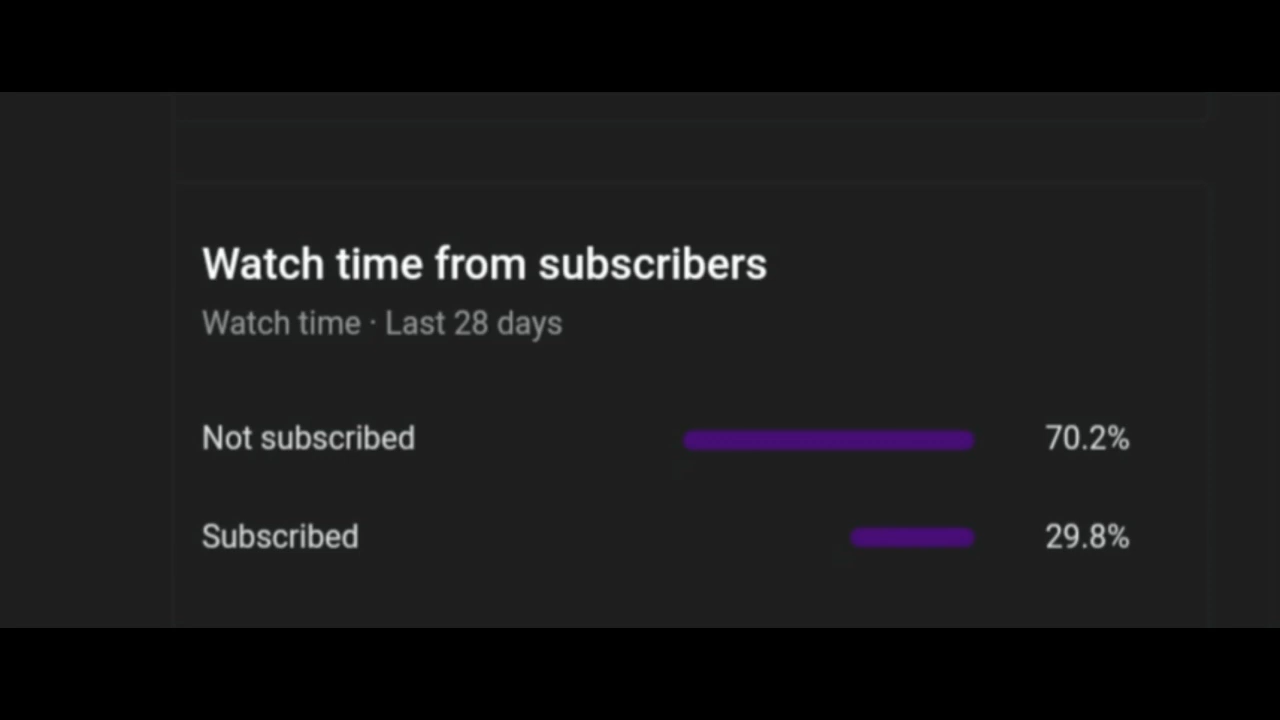 Watch time from subscribers
Watch time · Last 28 days
Not subscribed 70.2%
Subscribed 29.8%